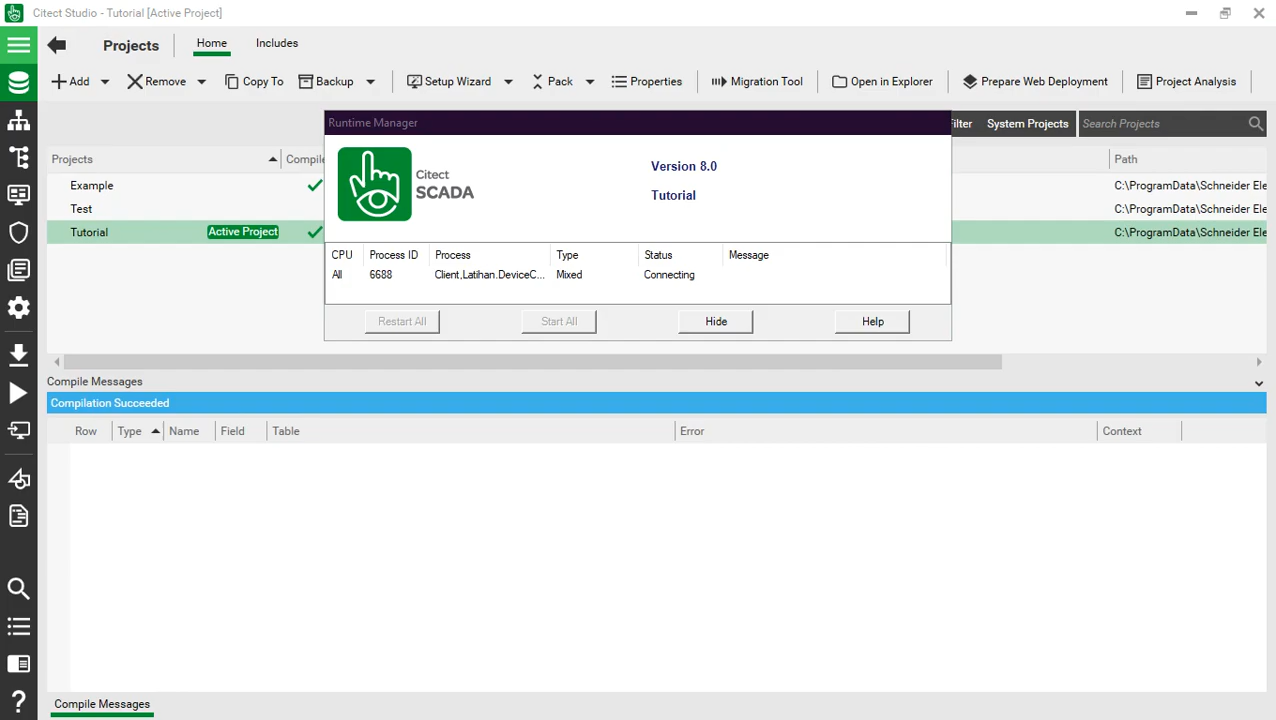 Citect Studio - Tutorial [Active Project]
Projects Home Includes
Add Remove Copy To Backup Setup Wizard Pack Properties Migration Tool Open in Explorer Prepare Web Deployment Project Analysis
Runtime Manager
System Projects Search Projects
Citect
SCADA
Version 8.0
Tutorial
Projects Compile Path
Example C:\ProgramData\Schneider Ele
Test C:\ProgramData\Schneider Ele
Tutorial Active Project C:\ProgramData\Schneider Ele
CPU Process ID Process Type Status Message
All 6688 Client,Latihan.DeviceC... Mixed Connecting
Restart All Start All Hide Help
Compile Messages
Compilation Succeeded
Row Type Name Field Table Error Context
Compile Messages